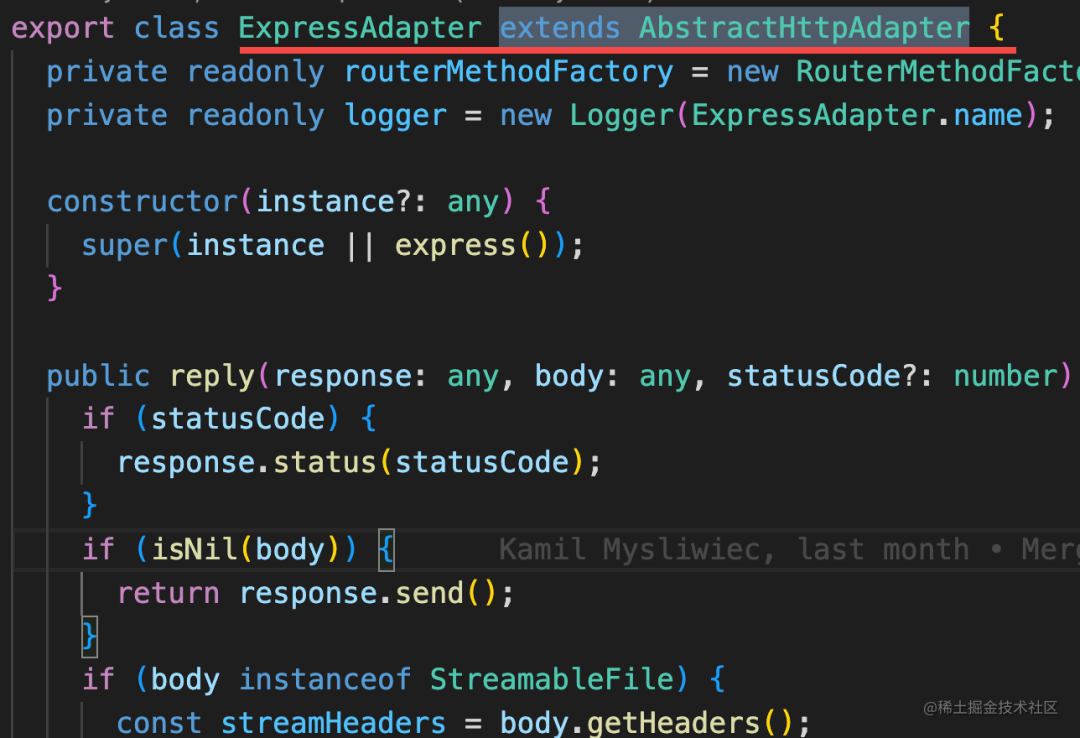 export class ExpressAdapter extends AbstractHttpAdapter {
  private readonly routerMethodFactory = new RouterMethodFacto
  private readonly logger = new Logger(ExpressAdapter.name);
  constructor(instance?: any) {
    super(instance || express());
  }
  public reply(response: any, body: any, statusCode?: number)
    if (statusCode) {
      response.status(statusCode);
    }
    if (isNil(body)) {      Kamil Mysliwiec, last month • Merg
      return response.send();
    }
    if (body instanceof StreamableFile) {
      const streamHeaders = body.getHeaders();
@稀土掘金技术社区